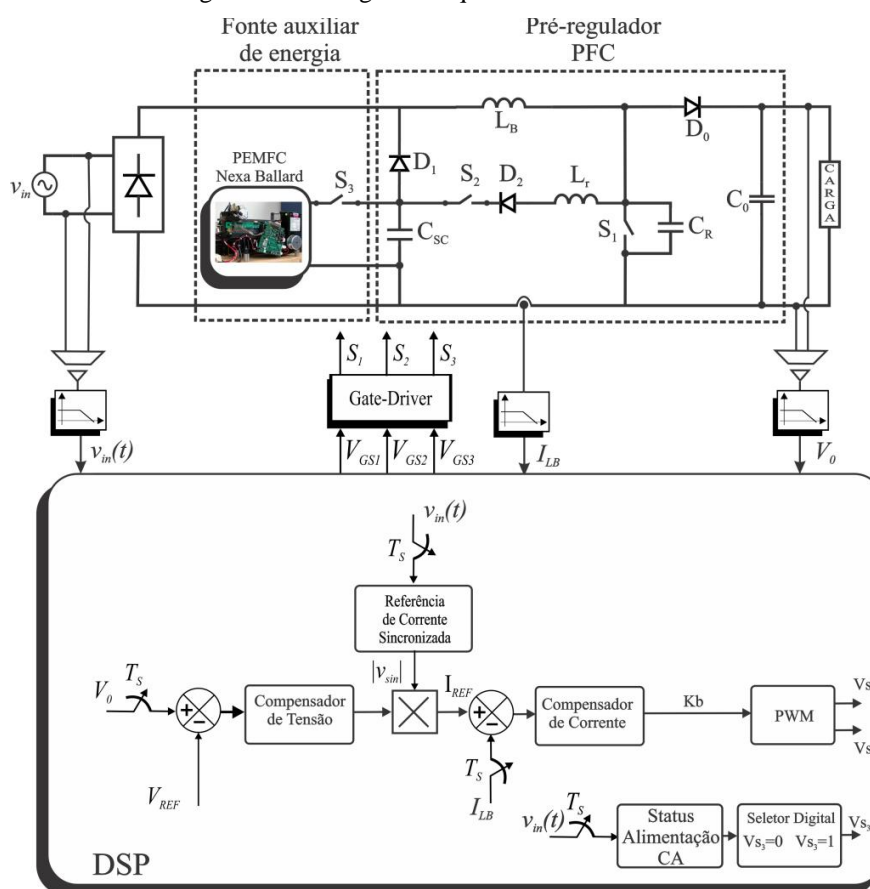 Fonte auxiliar
de energia
Pré-regulador
PFC
L_B
D_0
PEMFC
Nexa Ballard
S_3
D_1
S_2
D_2
L_r
C_SC
S_1
C_R
C_0
CARGA
v_in
S_1
S_2
S_3
Gate-Driver
V_GS1
V_GS2
V_GS3
v_in(t)
I_LB
V_0
v_in(t)
T_S
Referência
de Corrente
Sincronizada
|v_sin|
I_REF
V_0
T_S
+
-
Compensador
de Tensão
+
-
Compensador
de Corrente
Kb
PWM
Vs
Vs
V_REF
T_S
I_LB
v_in(t)
T_S
Status
Alimentação
CA
Seletor Digital
Vs_3=0 Vs_3=1
Vs_3
DSP